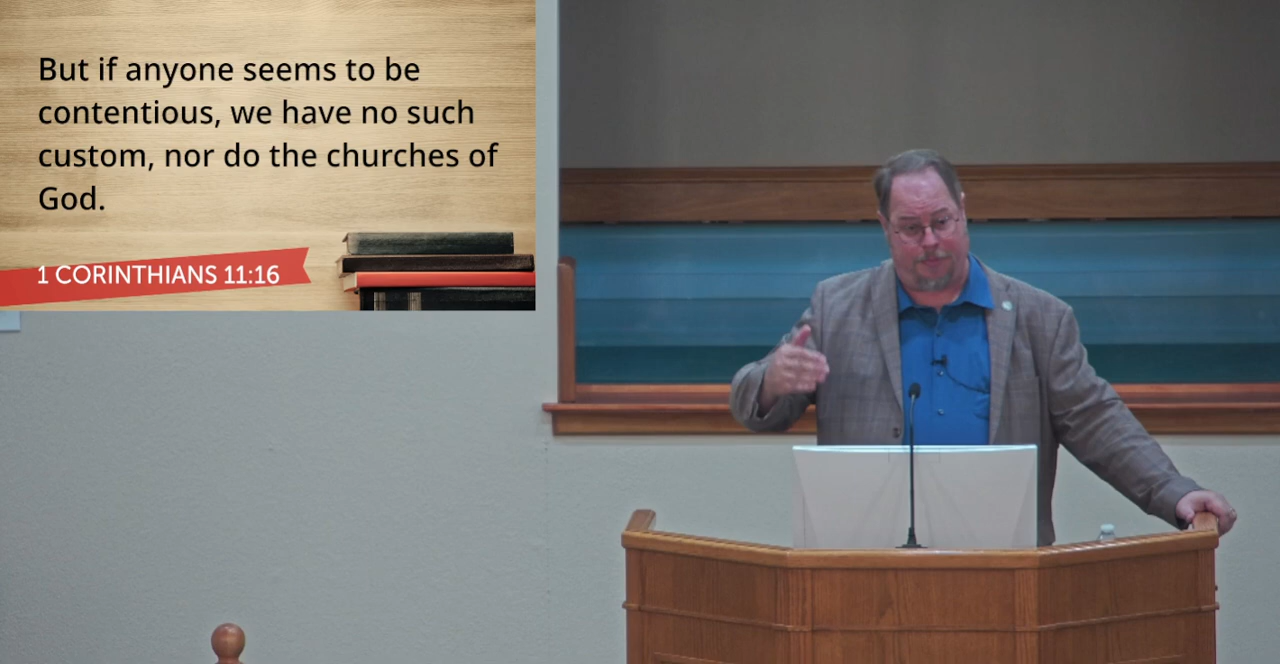 But if anyone seems to be
contentious, we have no such
custom, nor do the churches of
God.
1 CORINTHIANS 11:16